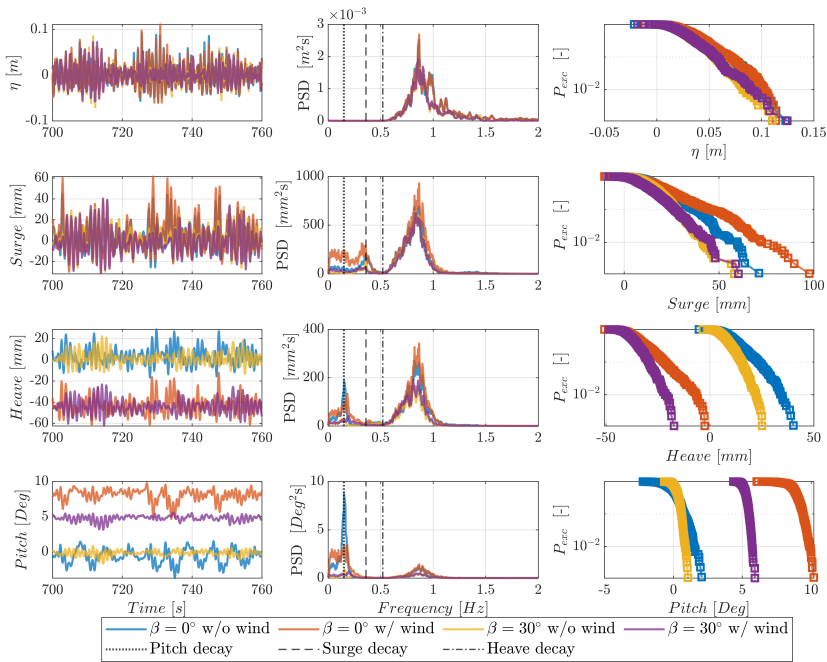 ×10⁻³
0.1
0
-0.1
η [m]
700 720 740 760
3
2
1
0
PSD [m²s]
0 0.5 1 1.5 2
10⁻²
P_exc [-]
-0.05 0 0.05 0.1 0.15
η [m]
60
40
20
0
-20
Surge [mm]
700 720 740 760
1000
500
0
PSD [mm²s]
0 0.5 1 1.5 2
10⁻²
P_exc [-]
0 50 100
Surge [mm]
20
0
-20
-40
-60
Heave [mm]
700 720 740 760
400
200
0
PSD [mm²s]
0 0.5 1 1.5 2
10⁻²
P_exc [-]
-50 0 50
Heave [mm]
10
5
0
Pitch [Deg]
700 720 740 760
Time [s]
10
5
0
PSD [Deg²s]
0 0.5 1 1.5 2
Frequency [Hz]
10⁻²
P_exc [-]
-5 0 5 10
Pitch [Deg]
β = 0° w/o wind β = 0° w/ wind β = 30° w/o wind β = 30° w/ wind
Pitch decay Surge decay Heave decay